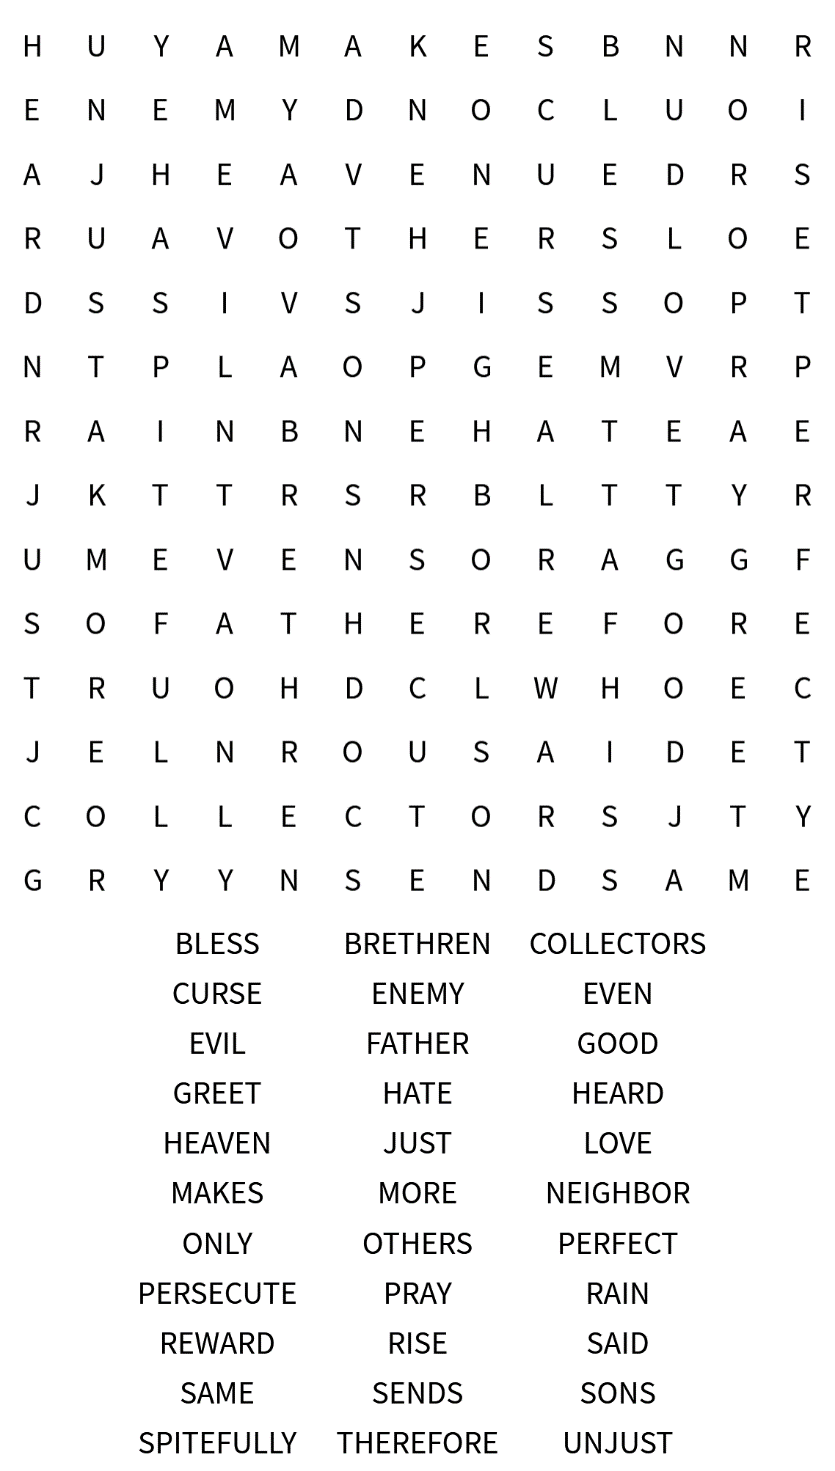 H U Y A M A K E S B N N R
E N E M Y D N O C L U O I
A J H E A V E N U E D R S
R U A V O T H E R S L O E
D S S I V S J I S S O P T
N T P L A O P G E M V R P
R A I N B N E H A T E A E
J K T T R S R B L T T Y R
U M E V E N S O R A G G F
S O F A T H E R E F O R E
T R U O H D C L W H O E C
J E L N R O U S A I D E T
C O L L E C T O R S J T Y
G R Y Y N S E N D S A M E
BLESS BRETHREN COLLECTORS
CURSE ENEMY EVEN
EVIL FATHER GOOD
GREET HATE HEARD
HEAVEN JUST LOVE
MAKES MORE NEIGHBOR
ONLY OTHERS PERFECT
PERSECUTE PRAY RAIN
REWARD RISE SAID
SAME SENDS SONS
SPITEFULLY THEREFORE UNJUST